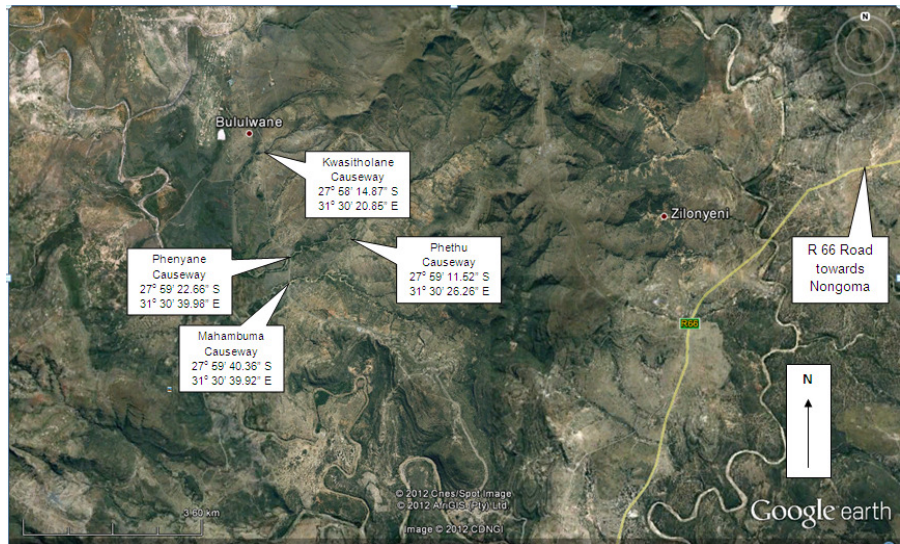 N
Bululwane
Kwasitholane
Causeway
27° 58' 14.87" S
31° 30' 20.85" E
Zilonyeni
Phethu
Causeway
27° 59' 11.52" S
31° 30' 26.26" E
R 66 Road
towards
Nongoma
Phenyane
Causeway
27° 59' 22.66" S
31° 30' 39.98" E
R66
Mahambuma
Causeway
27° 59' 40.36" S
31° 30' 39.92" E
N
© 2012 Cnes/Spot Image
© 2012 AfriGIS (Pty) Ltd
Image © 2012 CDNGI
3.60 km
Google earth